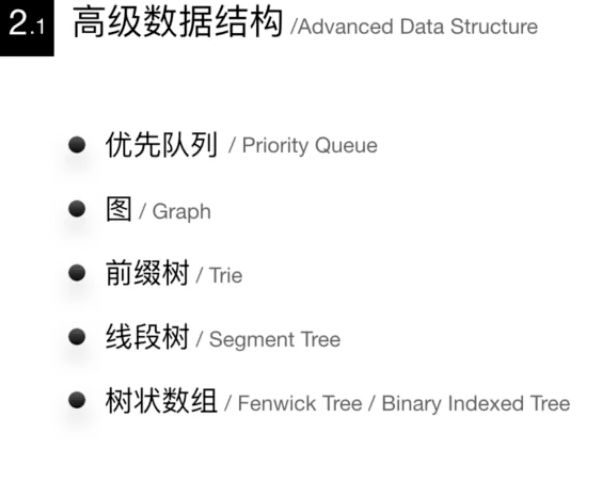 2.1 高级数据结构 /Advanced Data Structure
优先队列 / Priority Queue
图 / Graph
前缀树 / Trie
线段树 / Segment Tree
树状数组 / Fenwick Tree / Binary Indexed Tree